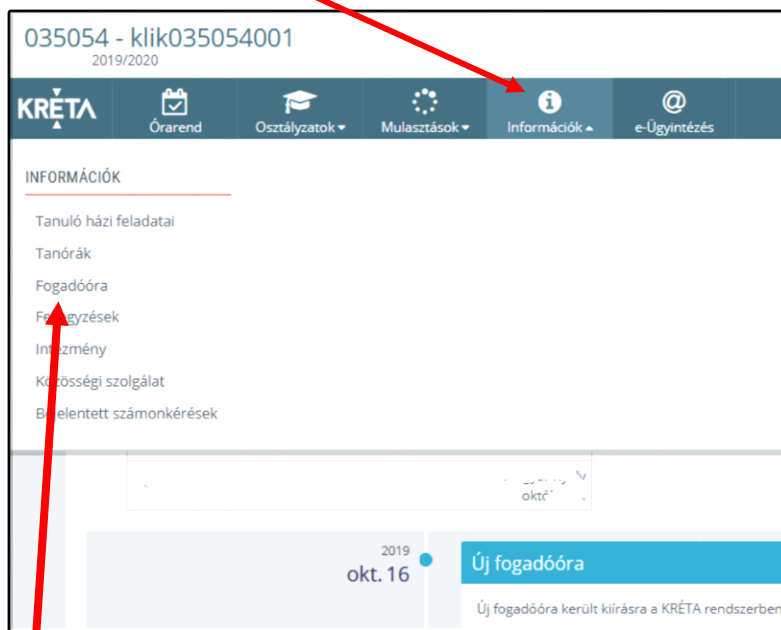 035054 - klik035054001
2019/2020
KRÉTA
Órarend
Osztályzatok
Mulasztások
Információk
e-Ügyintézés
INFORMÁCIÓK
Tanuló házi feladatai
Tanórák
Fogadóóra
Feljegyzések
Intézmény
Közösségi szolgálat
Bejelentett számonkérések
2019
okt. 16
Új fogadóóra
Új fogadóóra került kiírásra a KRÉTA rendszerben